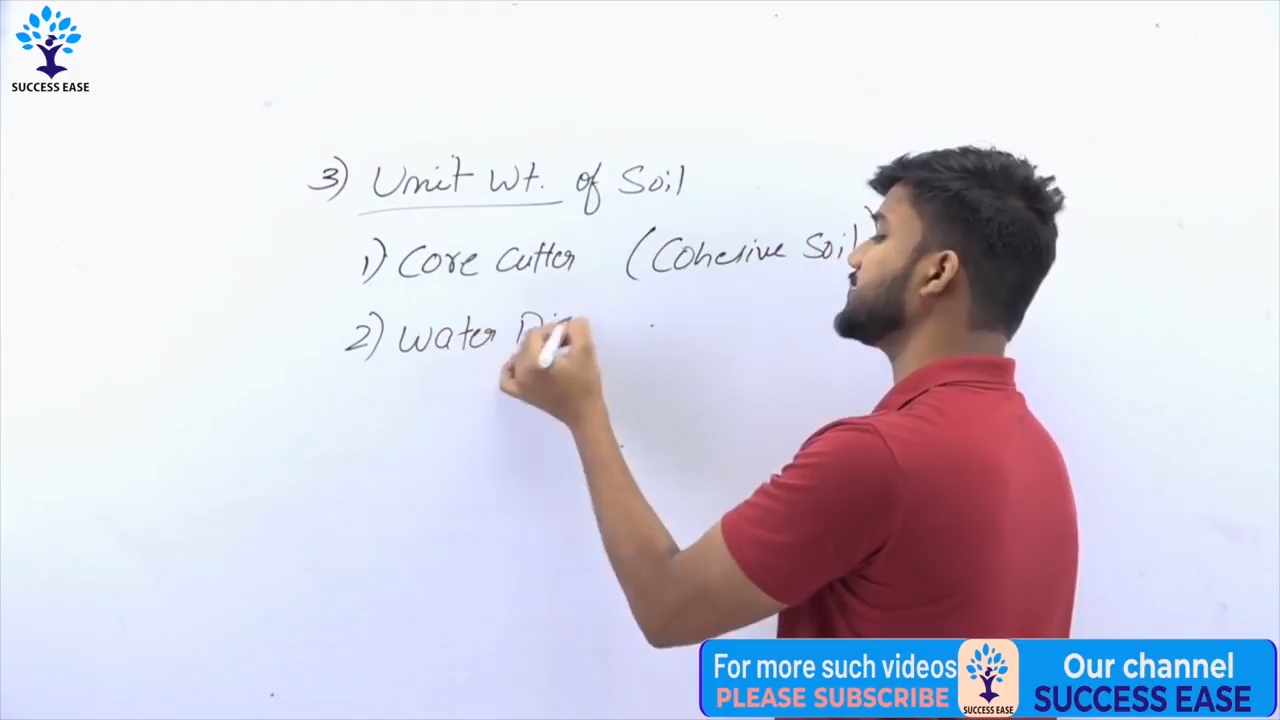 SUCCESS EASE
3) Unit Wt. of Soil
1) Core Cutter (Cohesive Soil)
2) Water
For more such videos
PLEASE SUBSCRIBE
SUCCESS EASE
Our channel
SUCCESS EASE